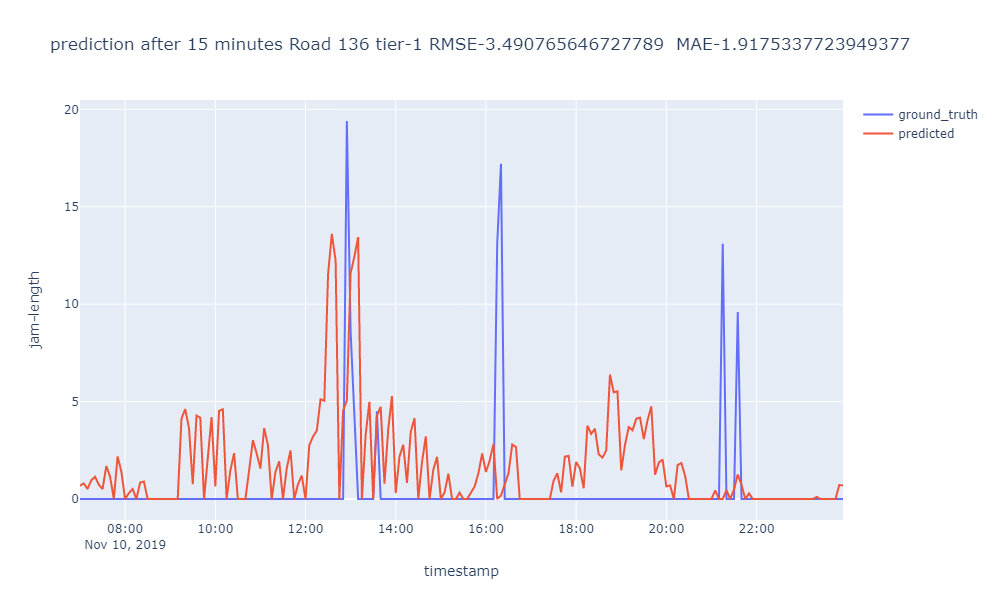 prediction after 15 minutes Road 136 tier-1 RMSE-3.490765646727789  MAE-1.9175337723949377
ground_truth
predicted
20
15
10
5
0
jam-length
08:00 10:00 12:00 14:00 16:00 18:00 20:00 22:00
Nov 10, 2019
timestamp